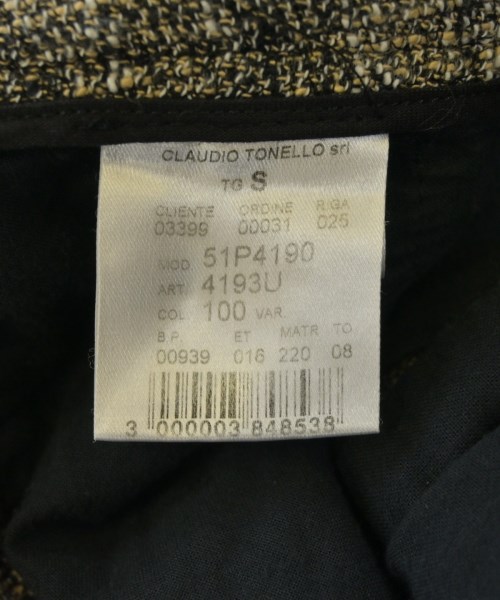 CLAUDIO TONELLO srl
TG S
CLIENTE ORDINE RIGA
03399 00031 025
MOD 51P4190
ART. 4193U
COL. 100 VAR.
B.P. ET MATR TO
00939 016 220 08
3 000003 848538